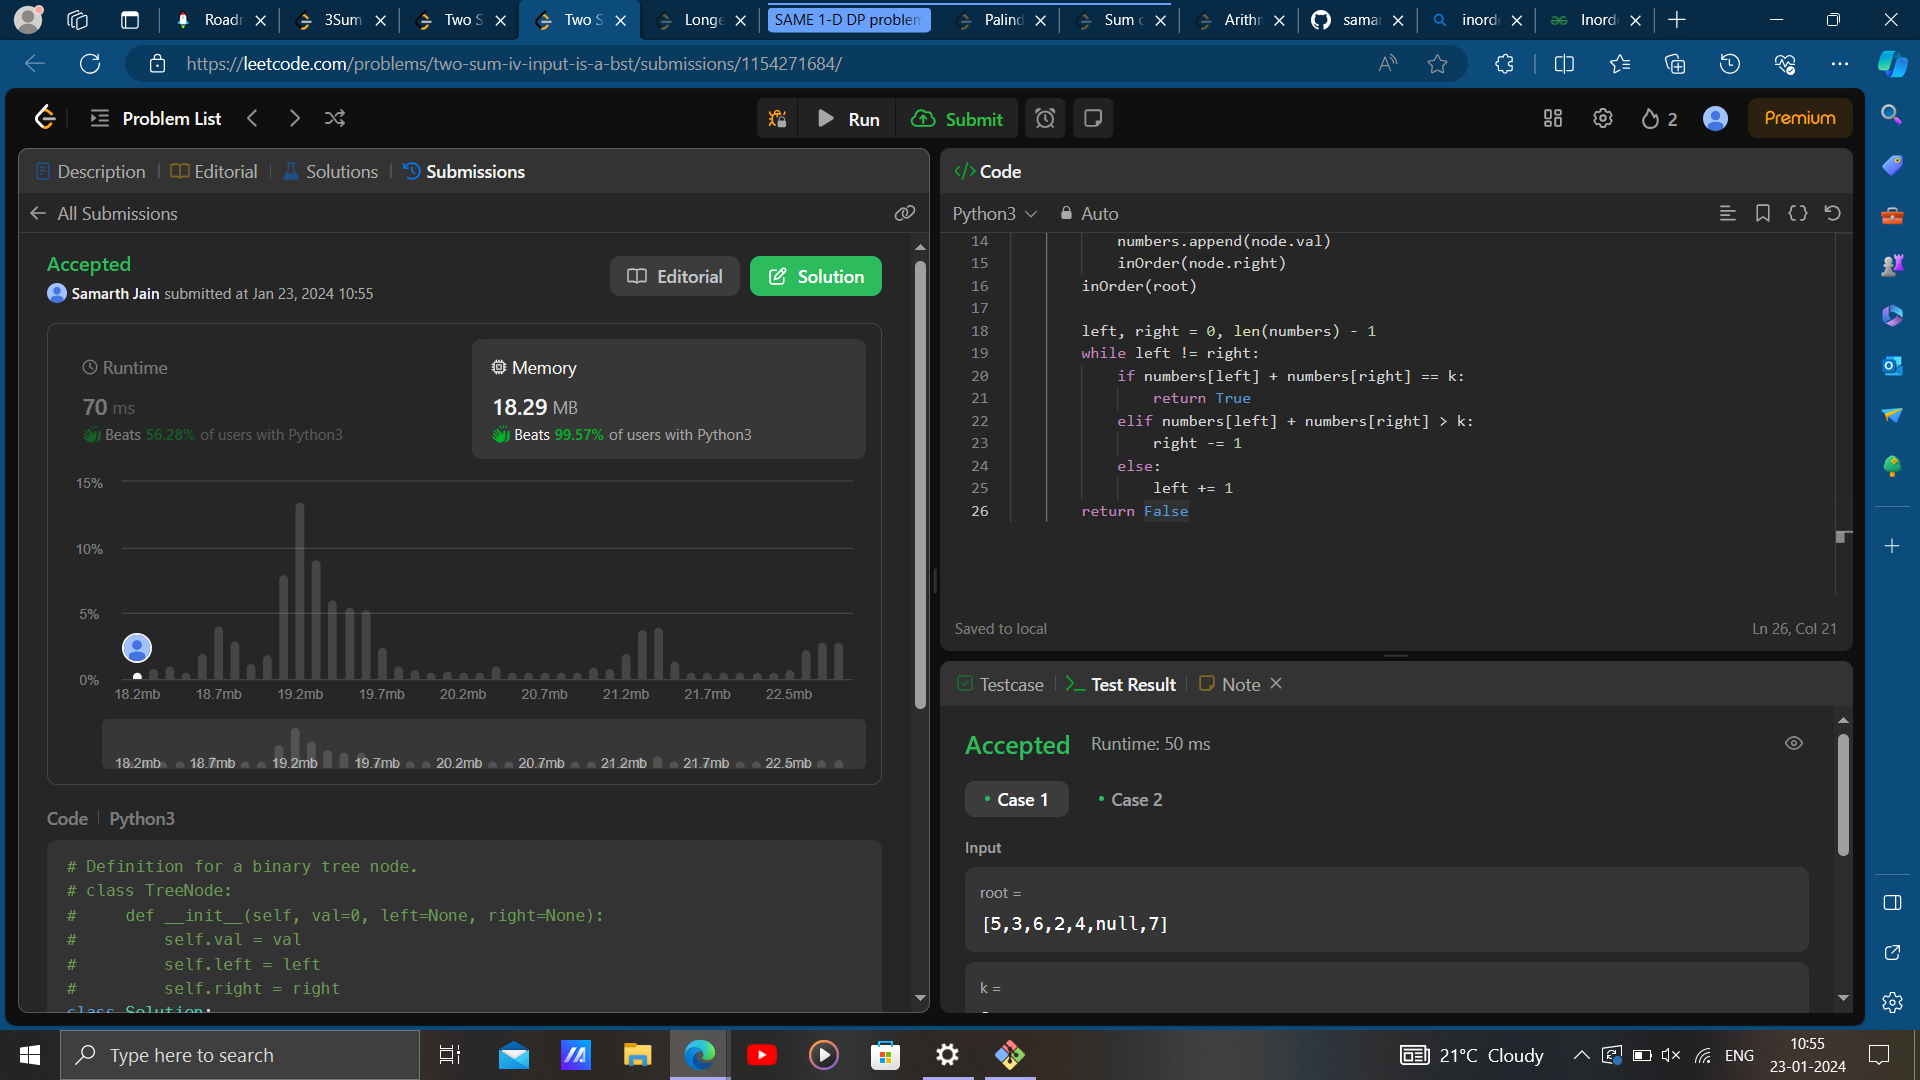 Roadr
3Sum
Two S
Two S
Longe
SAME 1-D DP problem
Palind
Sum c
Arithr
samar
inord
Inord
https://leetcode.com/problems/two-sum-iv-input-is-a-bst/submissions/1154271684/
Problem List
Run
Submit
2
Premium
Description
Editorial
Solutions
Submissions
All Submissions
Accepted
Samarth Jain submitted at Jan 23, 2024 10:55
Editorial
Solution
Runtime
70 ms
Beats 56.28% of users with Python3
Memory
18.29 MB
Beats 99.57% of users with Python3
15%
10%
5%
0%
18.2mb 18.7mb 19.2mb 19.7mb 20.2mb 20.7mb 21.2mb 21.7mb 22.5mb
18.2mb 18.7mb 19.2mb 19.7mb 20.2mb 20.7mb 21.2mb 21.7mb 22.5mb
Code
Python3
# Definition for a binary tree node.
# class TreeNode:
#     def __init__(self, val=0, left=None, right=None):
#         self.val = val
#         self.left = left
#         self.right = right
class Solution:
Code
Python3
Auto
14 numbers.append(node.val)
15 inOrder(node.right)
16 inOrder(root)
17
18 left, right = 0, len(numbers) - 1
19 while left != right:
20 if numbers[left] + numbers[right] == k:
21 return True
22 elif numbers[left] + numbers[right] > k:
23 right -= 1
24 else:
25 left += 1
26 return False
Saved to local
Ln 26, Col 21
Testcase
Test Result
Note
Accepted
Runtime: 50 ms
Case 1
Case 2
Input
root =
[5,3,6,2,4,null,7]
k =
Type here to search
21°C Cloudy
ENG
10:55
23-01-2024